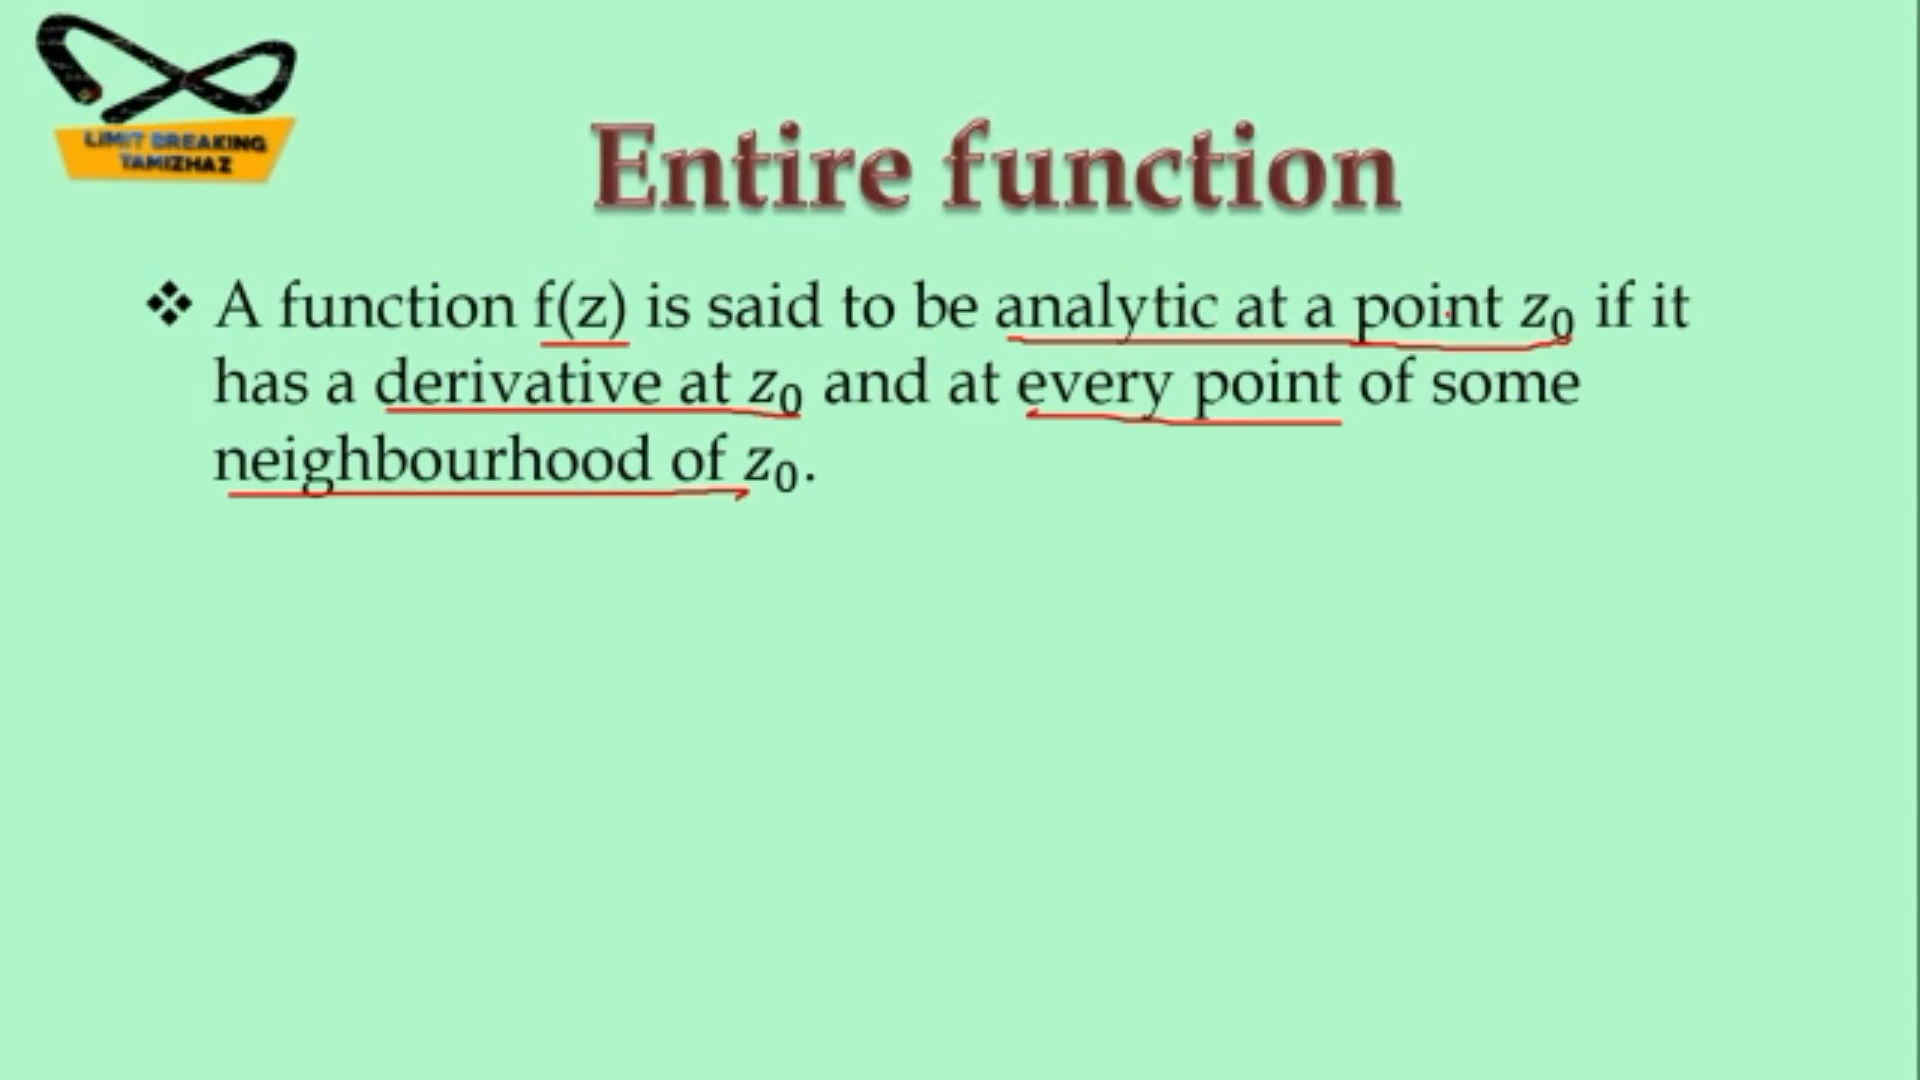 LIMIT BREAKING
TAMIZHAZ
Entire function
❖ A function f(z) is said to be analytic at a point z₀ if it
has a derivative at z₀ and at every point of some
neighbourhood of z₀.